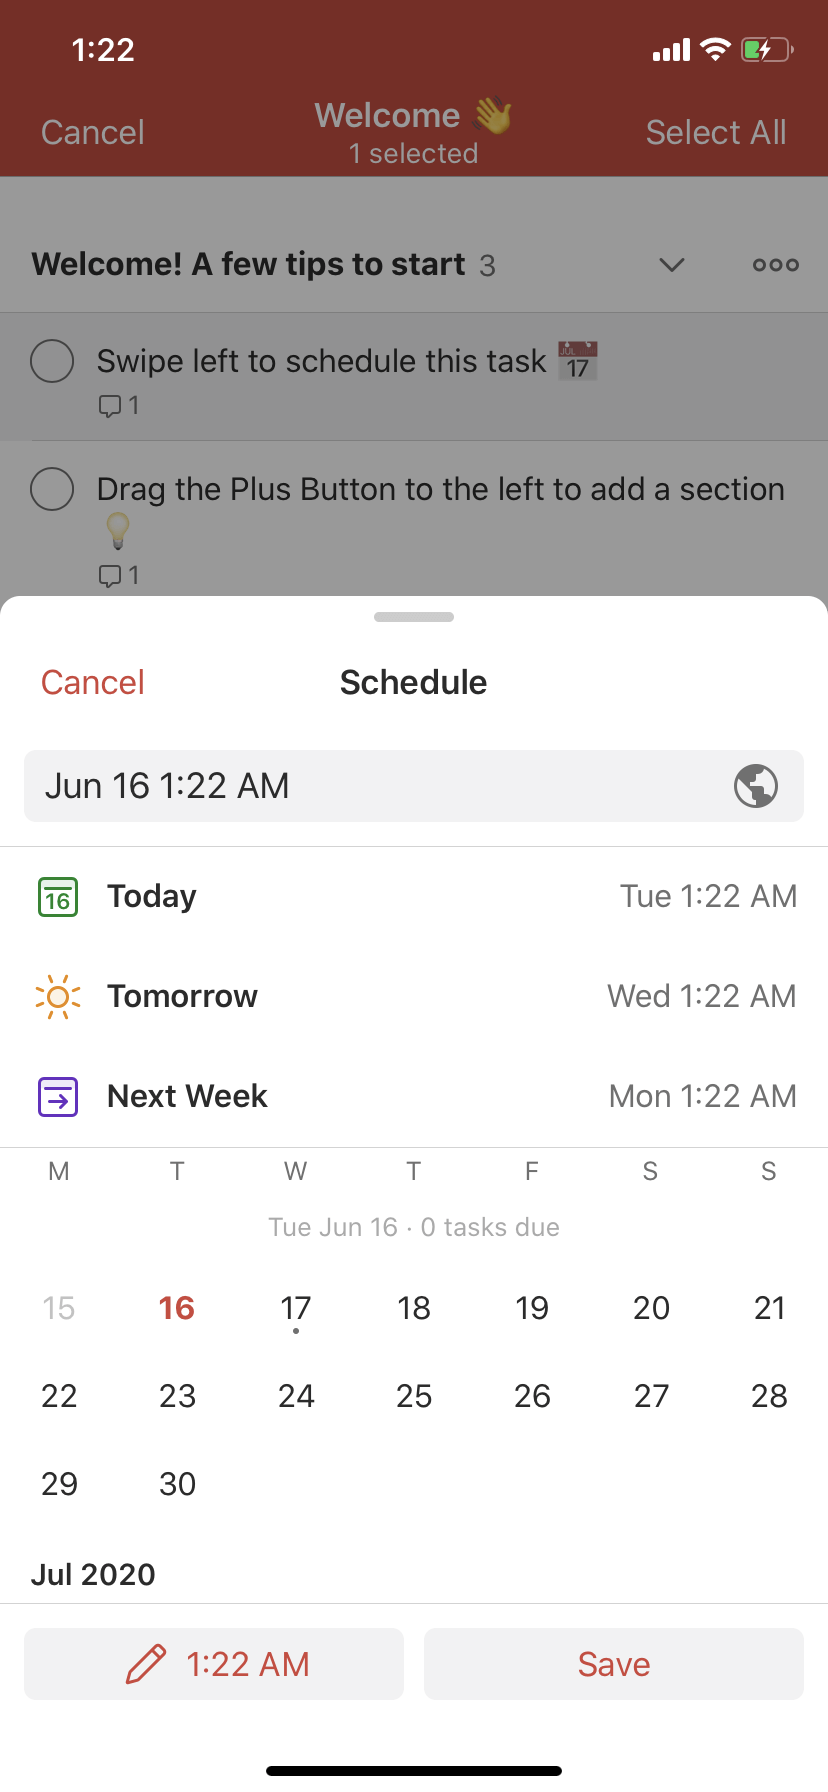 1:22
Cancel
Welcome 👋
1 selected
Select All
Welcome! A few tips to start 3
Swipe left to schedule this task
JUL
17
1
Drag the Plus Button to the left to add a section
💡
1
Cancel
Schedule
Jun 16 1:22 AM
16
Today
Tue 1:22 AM
Tomorrow
Wed 1:22 AM
Next Week
Mon 1:22 AM
M T W T F S S
Tue Jun 16 · 0 tasks due
15 16 17 18 19 20 21
22 23 24 25 26 27 28
29 30
Jul 2020
1:22 AM
Save